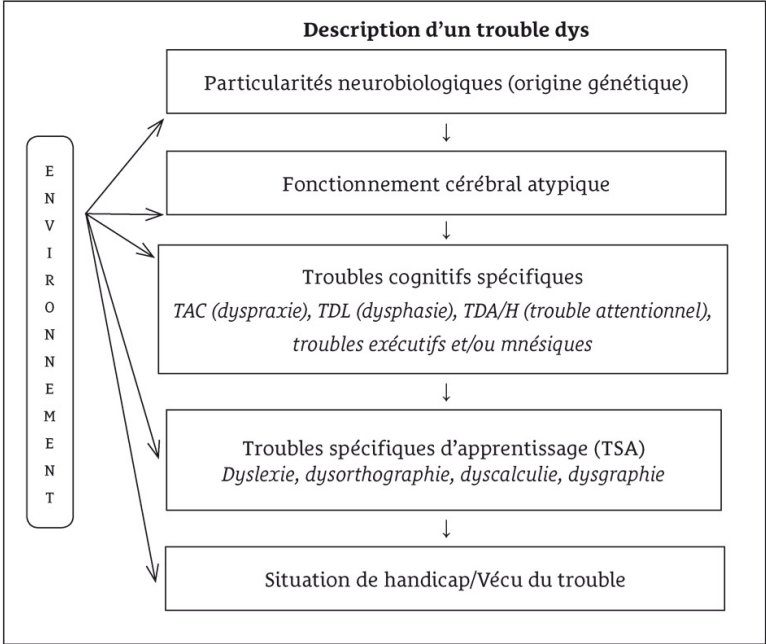 Description d'un trouble dys
Particularités neurobiologiques (origine génétique)
↓
Fonctionnement cérébral atypique
↓
Troubles cognitifs spécifiques
TAC (dyspraxie), TDL (dysphasie), TDA/H (trouble attentionnel),
troubles exécutifs et/ou mnésiques
↓
Troubles spécifiques d'apprentissage (TSA)
Dyslexie, dysorthographie, dyscalculie, dysgraphie
↓
Situation de handicap/Vécu du trouble
ENVIRONNEMENT